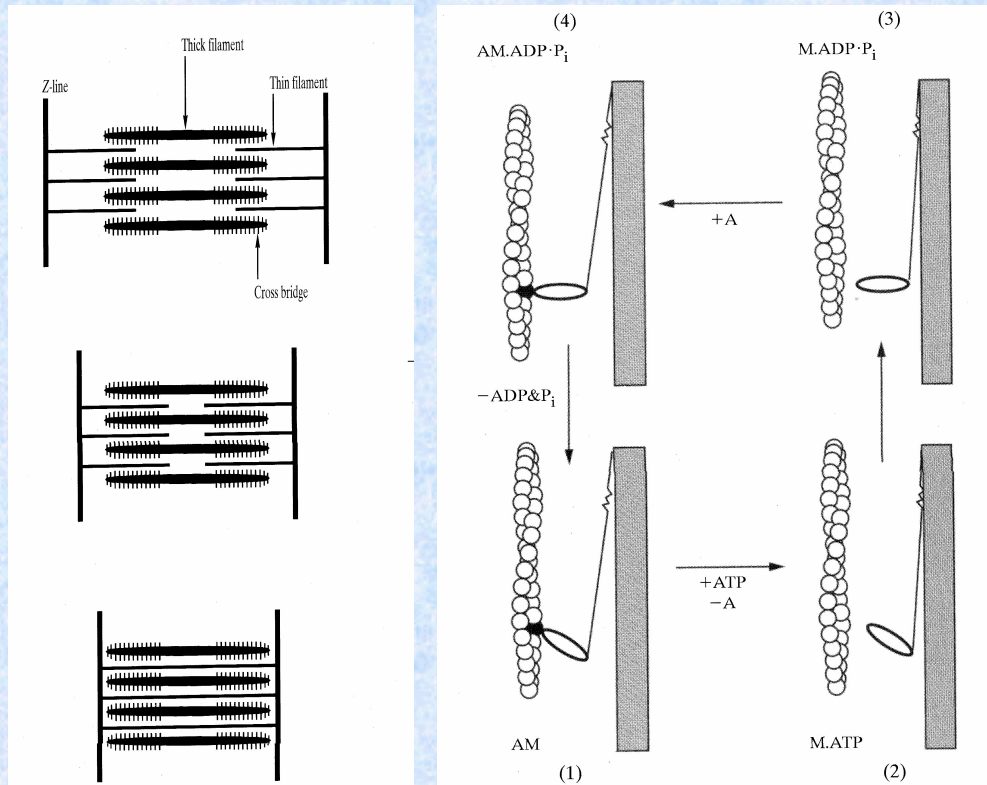 Thick filament
Z-line
Thin filament
Cross bridge
(4)
(3)
AM.ADP·Pi
M.ADP·Pi
+A
−ADP&Pi
+ATP
−A
AM
M.ATP
(1)
(2)